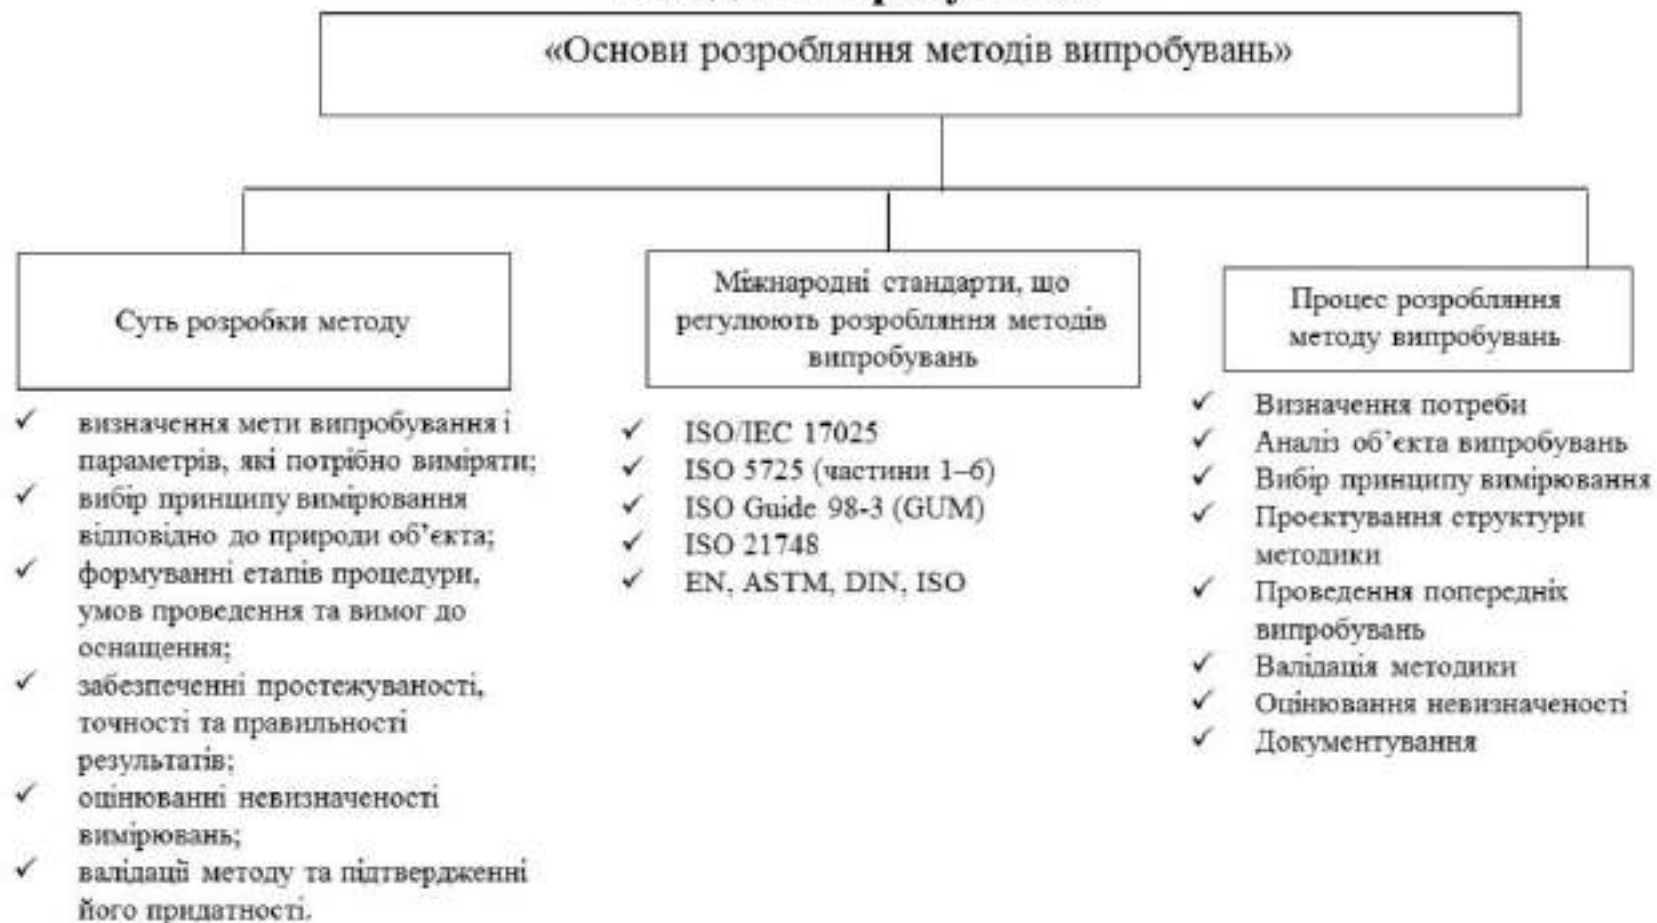 «Основи розробляння методів випробувань»
Суть розробки методу
Міжнародні стандарти, що
регулюють розробляння методів
випробувань
Процес розробляння
методу випробувань
визначення мети випробування і
параметрів, які потрібно виміряти;
вибір принципу вимірювання
відповідно до природи об’єкта;
формуванні етапів процедури,
умов проведення та вимог до
оснащення;
забезпеченні простежуваності,
точності та правильності
результатів;
оцінюванні невизначеності
вимірювань;
валідації методу та підтвердженні
його придатності.
ISO/IEC 17025
ISO 5725 (частини 1–6)
ISO Guide 98-3 (GUM)
ISO 21748
EN, ASTM, DIN, ISO
Визначення потреби
Аналіз об’єкта випробувань
Вибір принципу вимірювання
Проєктування структури
методики
Проведення попередніх
випробувань
Валідація методики
Оцінювання невизначеності
Документування